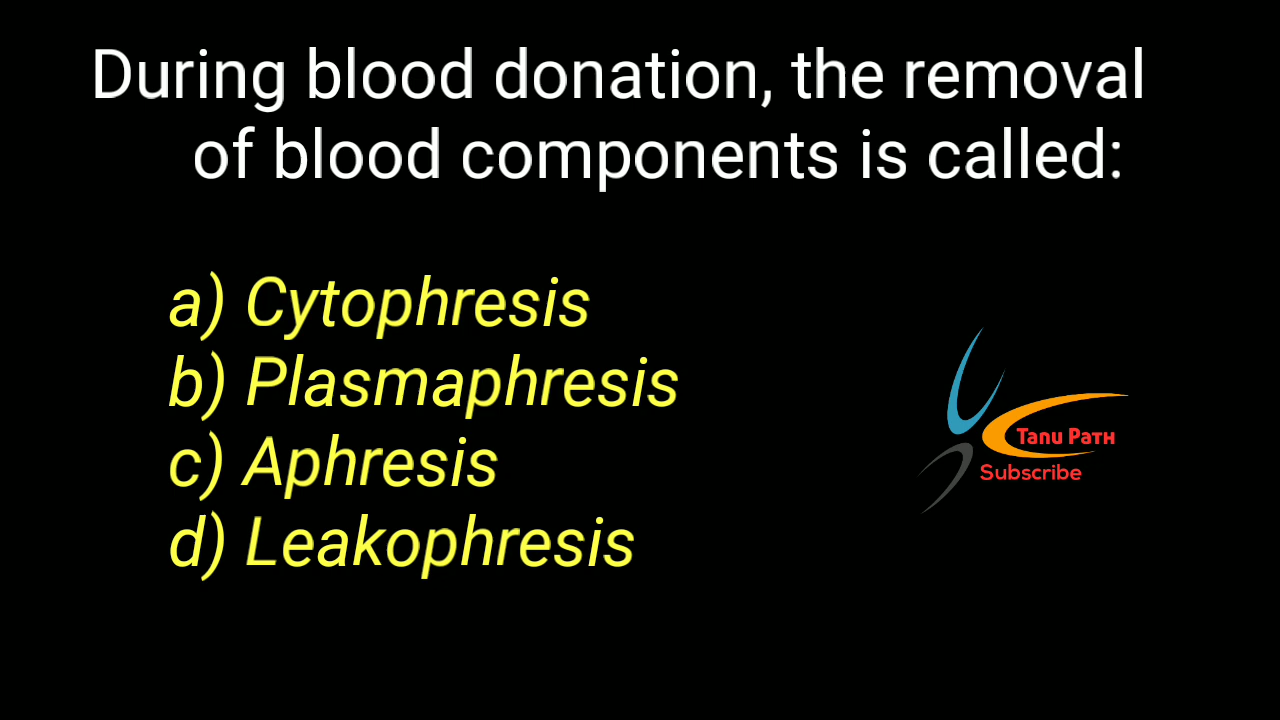 During blood donation, the removal
of blood components is called:
a) Cytophresis
b) Plasmaphresis
c) Aphresis
d) Leakophresis
Tanu Path
Subscribe